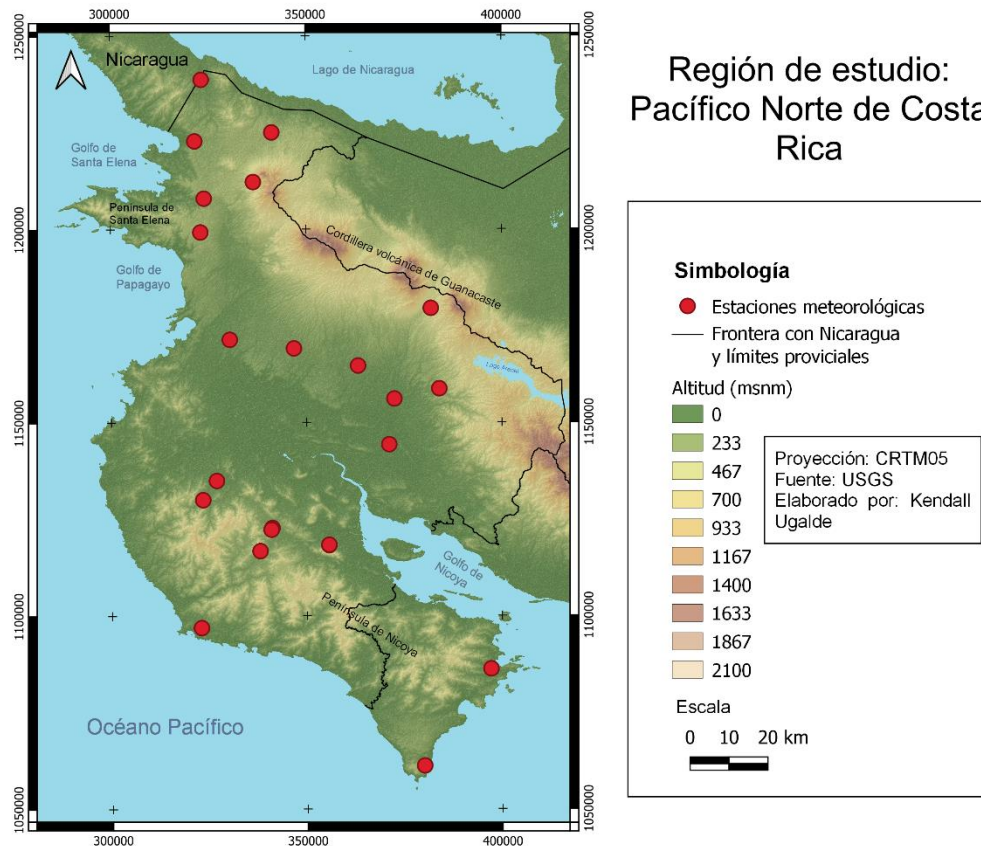 300000
350000
400000
1250000
1250000
Nicaragua
Lago de Nicaragua
Golfo de
Santa Elena
Península de
Santa Elena
1200000
1200000
Golfo de
Papagayo
Cordillera volcánica de Guanacaste
Lago Arenal
1150000
1150000
Golfo de
Nicoya
Península de Nicoya
1100000
1100000
Océano Pacífico
1050000
1050000
300000
350000
400000
Región de estudio:
Pacífico Norte de Costa
Rica
Simbología
Estaciones meteorológicas
Frontera con Nicaragua
y límites proviciales
Altitud (msnm)
0
233
467
700
933
1167
1400
1633
1867
2100
Proyección: CRTM05
Fuente: USGS
Elaborado por: Kendall
Ugalde
Escala
0 10 20 km